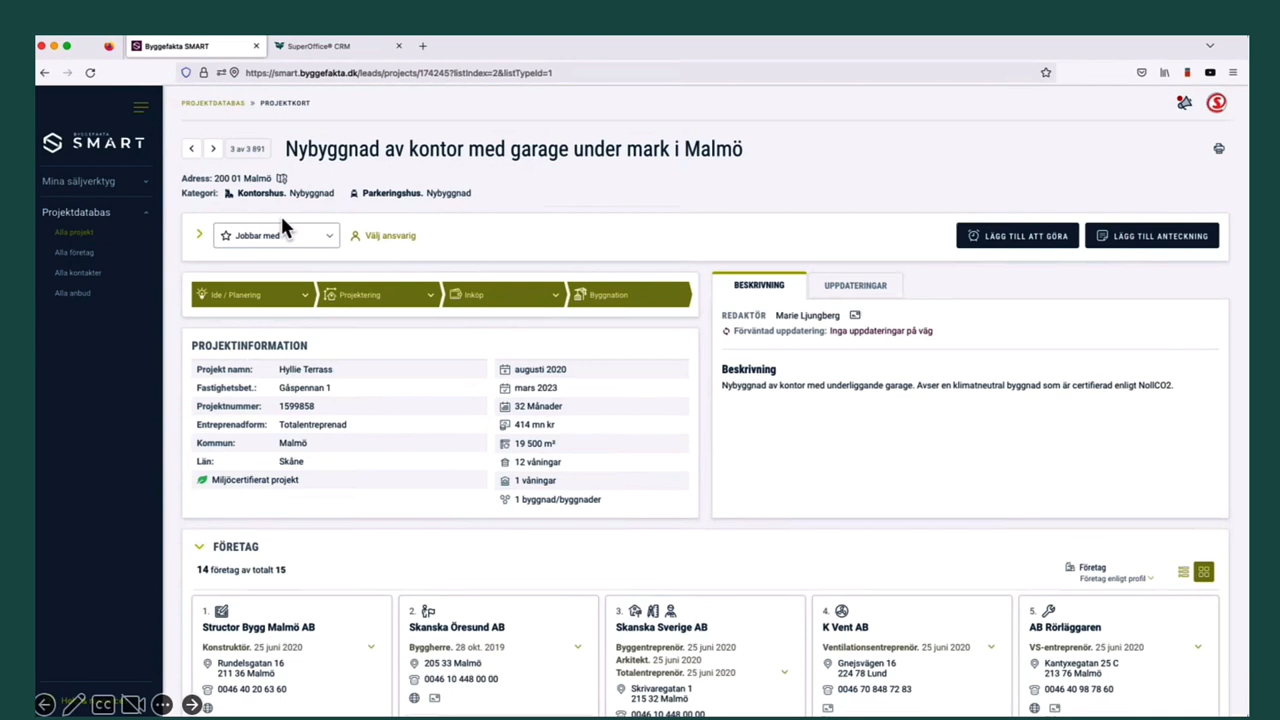 Byggefakta SMART
SuperOffice® CRM
https://smart.byggefakta.dk/leads/projects/174245?listIndex=2&listTypeId=1
PROJEKTDATABAS » PROJEKTKORT
BYGGEFAKTA
SMART
3 av 3 891
Nybyggnad av kontor med garage under mark i Malmö
Mina säljverktyg
Projektdatabas
Alla projekt
Alla företag
Alla kontakter
Alla anbud
Adress: 200 01 Malmö
Kategori: Kontorshus. Nybyggnad Parkeringshus. Nybyggnad
Jobbar med
Välj ansvarig
LÄGG TILL ATT GÖRA
LÄGG TILL ANTECKNING
Ide / Planering
Projektering
Inköp
Byggnation
PROJEKTINFORMATION
Projekt namn: Hyllie Terrass
Fastighetsbet.: Gåspennan 1
Projektnummer: 1599858
Entreprenadform: Totalentreprenad
Kommun: Malmö
Län: Skåne
Miljöcertifierat projekt
augusti 2020
mars 2023
32 Månader
414 mn kr
19 500 m²
12 våningar
1 våningar
1 byggnad/byggnader
BESKRIVNING
UPPDATERINGAR
REDAKTÖR Marie Ljungberg
Förväntad uppdatering: Inga uppdateringar på väg
Beskrivning
Nybyggnad av kontor med underliggande garage. Avser en klimatneutral byggnad som är certifierad enligt NollCO2.
FÖRETAG
14 företag av totalt 15
Företag
Företag enligt profil
1.
Structor Bygg Malmö AB
Konstruktör. 25 juni 2020
Rundelsgatan 16
211 36 Malmö
0046 40 20 63 60
2.
Skanska Öresund AB
Byggherre. 28 okt. 2019
205 33 Malmö
0046 10 448 00 00
3.
Skanska Sverige AB
Byggentreprenör. 25 juni 2020
Arkitekt. 25 juni 2020
Totalentreprenör. 25 juni 2020
Skrivaregatan 1
215 32 Malmö
0046 10 448 00 00
4.
K Vent AB
Ventilationsentreprenör. 25 juni 2020
Gnejsvägen 16
224 78 Lund
0046 70 848 72 83
5.
AB Rörläggaren
VS-entreprenör. 25 juni 2020
Kantyxegatan 25 C
213 76 Malmö
0046 40 98 78 60
CC